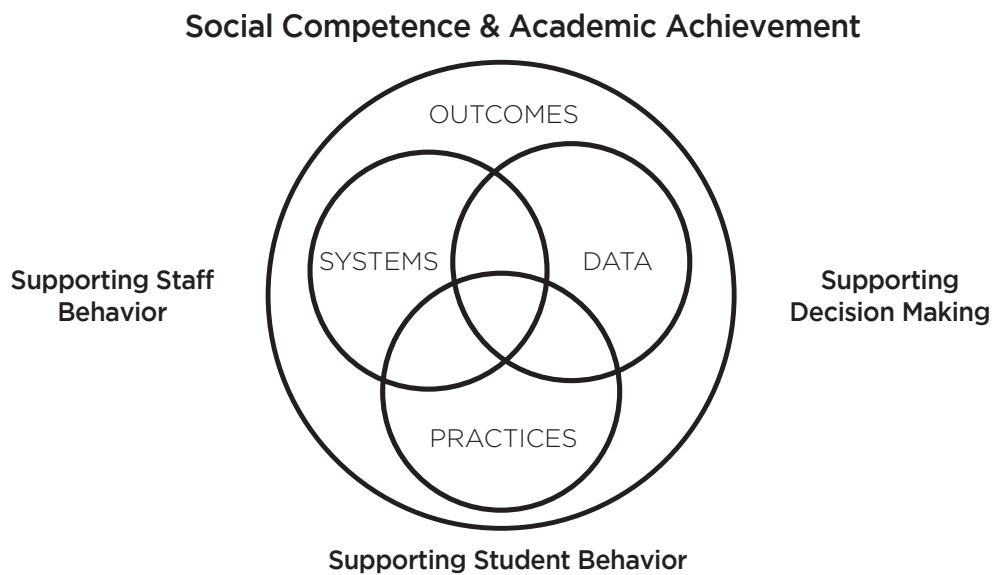 Social Competence & Academic Achievement
OUTCOMES
SYSTEMS
DATA
Supporting Staff
Behavior
Supporting
Decision Making
PRACTICES
Supporting Student Behavior